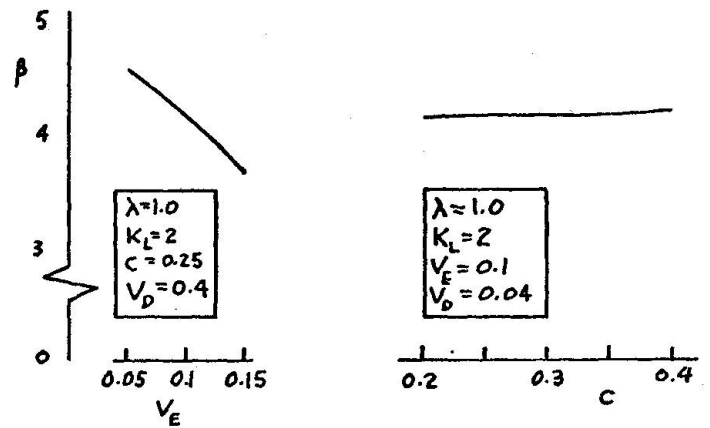 5
β
4
3
0
λ=1.0
K_L=2
C=0.25
V_D=0.4
0.05 0.1 0.15
V_E
λ=1.0
K_L=2
V_E=0.1
V_D=0.04
0.2 0.3 0.4
C